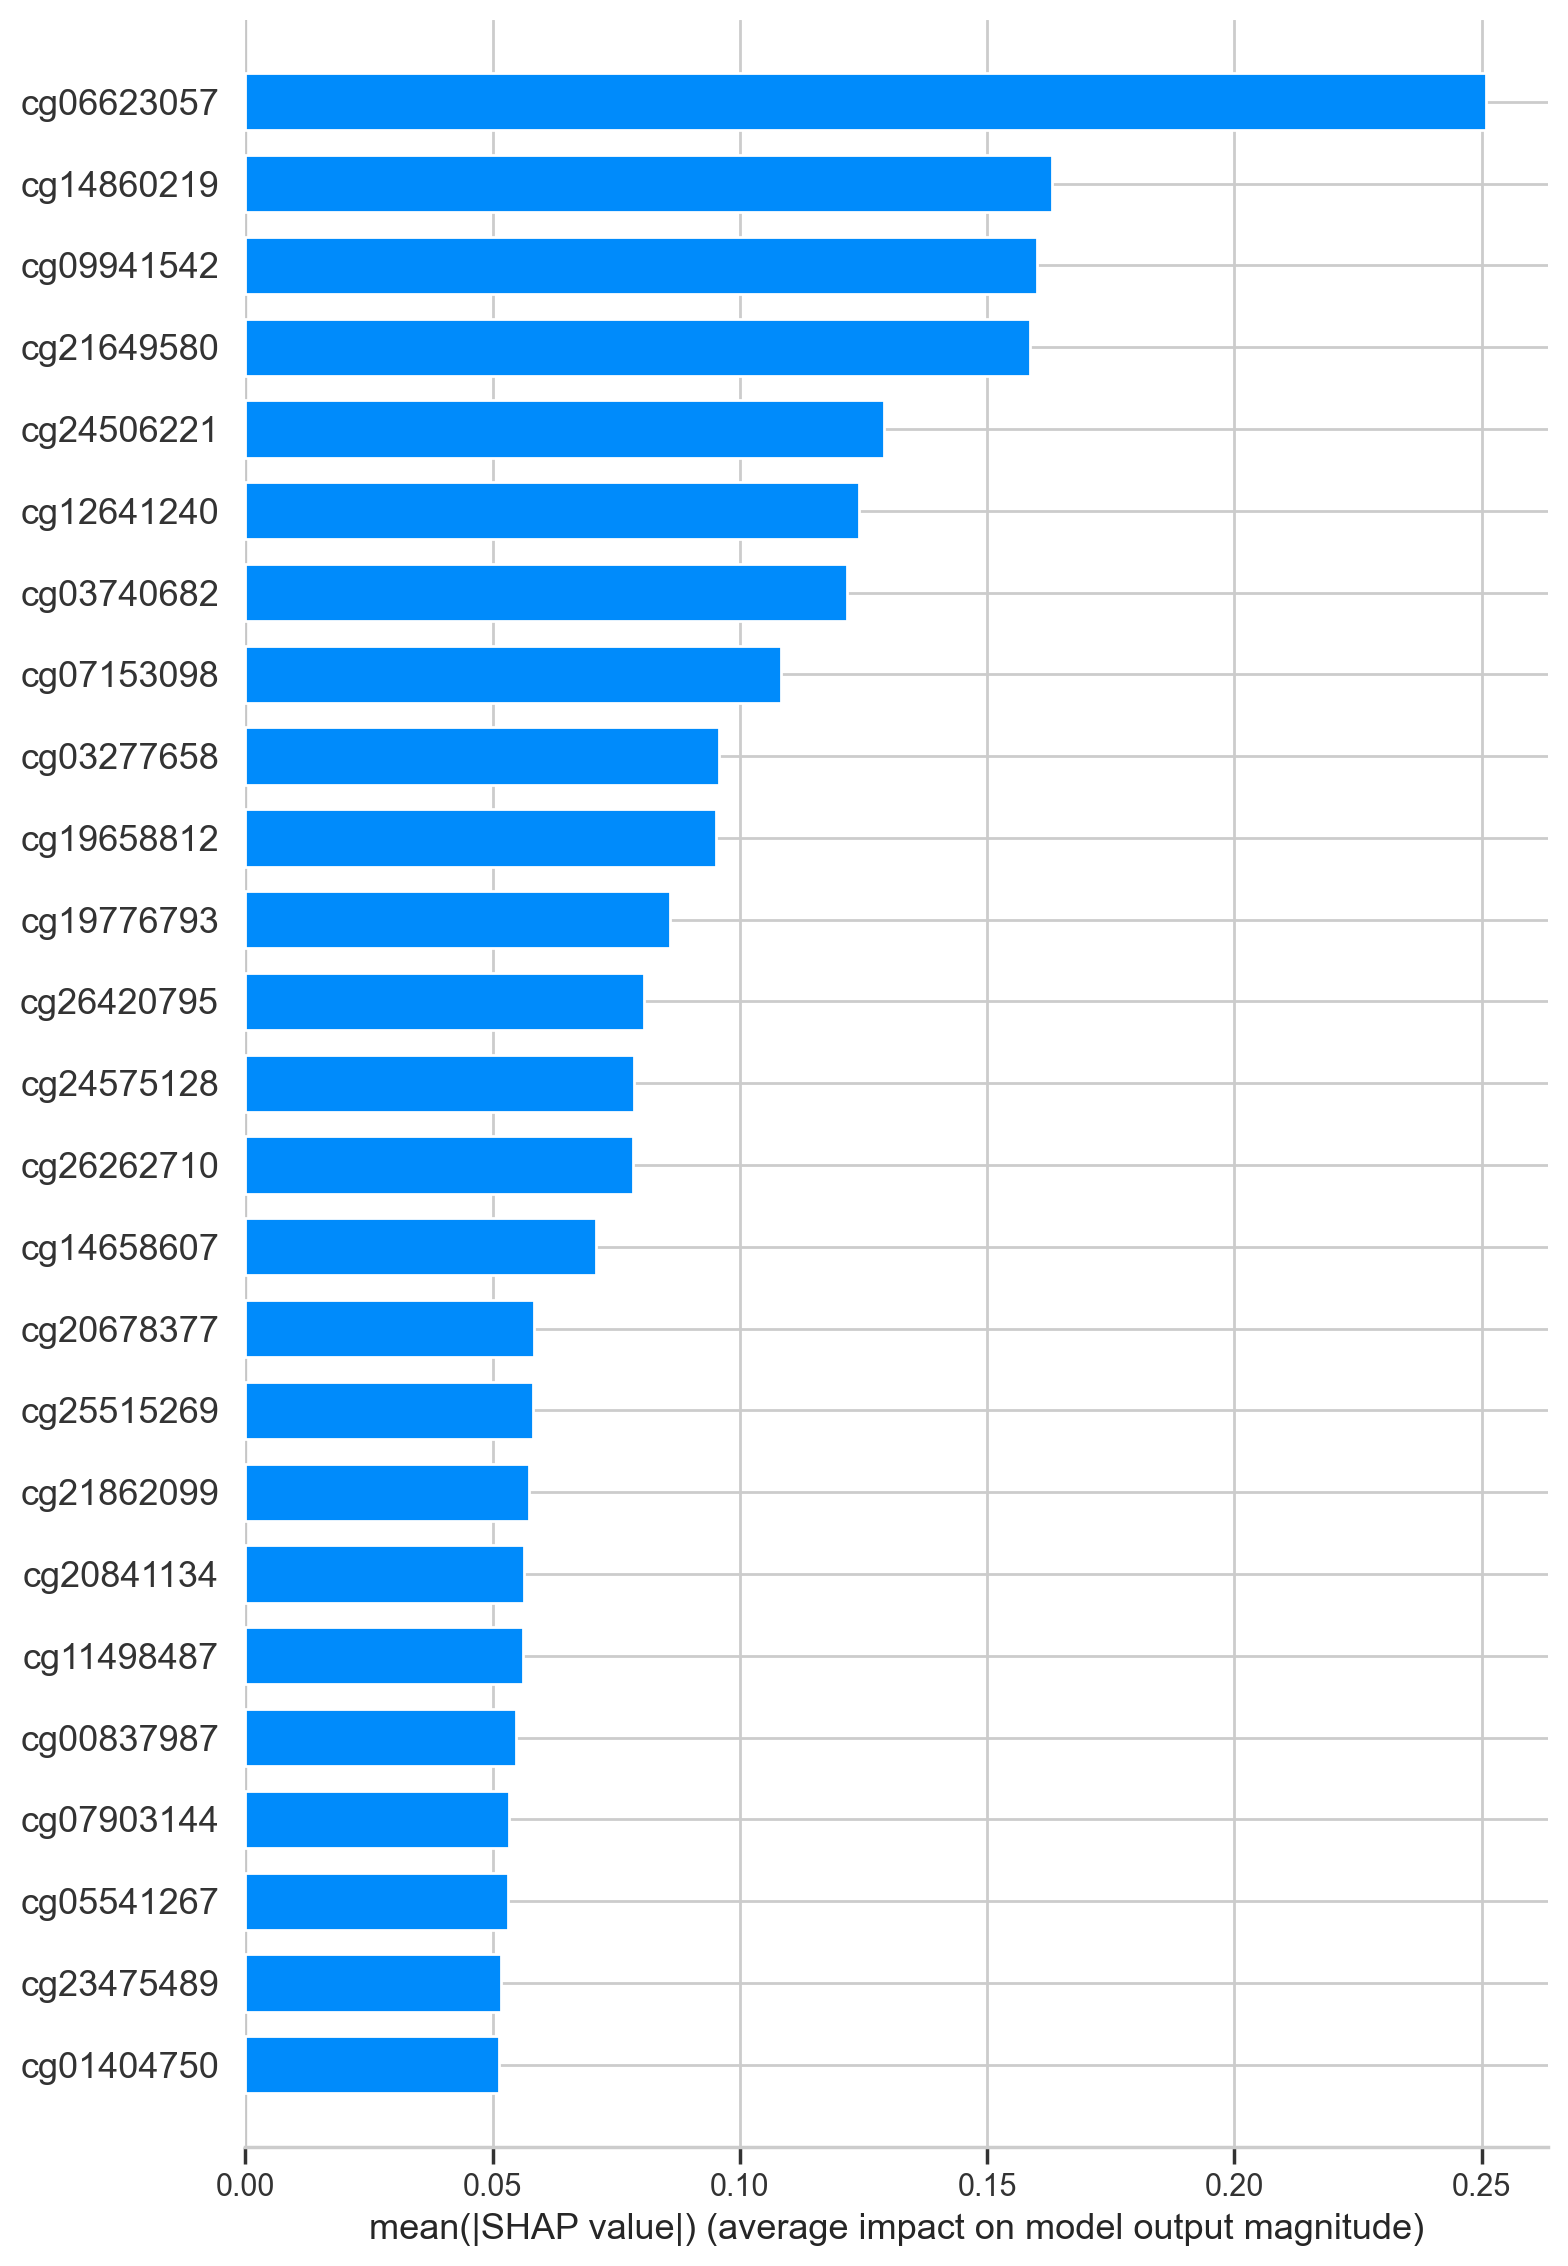 cg06623057
cg14860219
cg09941542
cg21649580
cg24506221
cg12641240
cg03740682
cg07153098
cg03277658
cg19658812
cg19776793
cg26420795
cg24575128
cg26262710
cg14658607
cg20678377
cg25515269
cg21862099
cg20841134
cg11498487
cg00837987
cg07903144
cg05541267
cg23475489
cg01404750
0.00 0.05 0.10 0.15 0.20 0.25
mean(|SHAP value|) (average impact on model output magnitude)